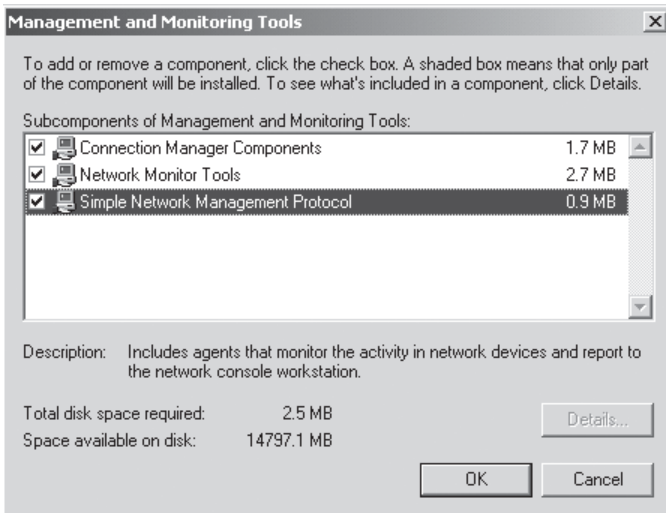 Management and Monitoring Tools
To add or remove a component, click the check box. A shaded box means that only part
of the component will be installed. To see what's included in a component, click Details.
Subcomponents of Management and Monitoring Tools:
Connection Manager Components 1.7 MB
Network Monitor Tools 2.7 MB
Simple Network Management Protocol 0.9 MB
Description: Includes agents that monitor the activity in network devices and report to
the network console workstation.
Total disk space required: 2.5 MB
Space available on disk: 14797.1 MB
Details...
OK Cancel